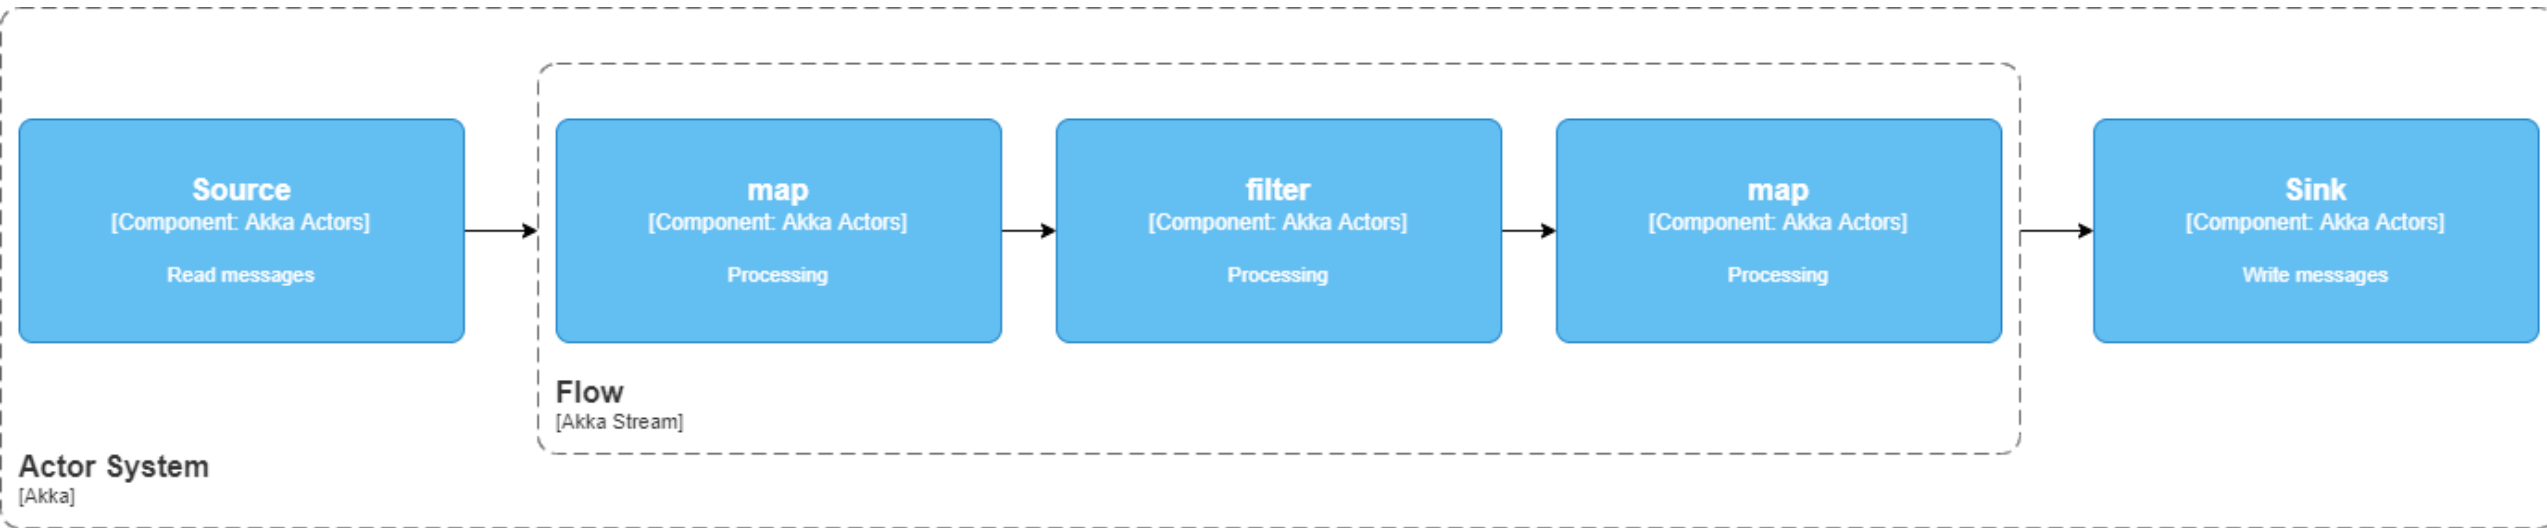 Source
[Component: Akka Actors]
Read messages
map
[Component: Akka Actors]
Processing
filter
[Component: Akka Actors]
Processing
map
[Component: Akka Actors]
Processing
Sink
[Component: Akka Actors]
Write messages
Flow
[Akka Stream]
Actor System
[Akka]